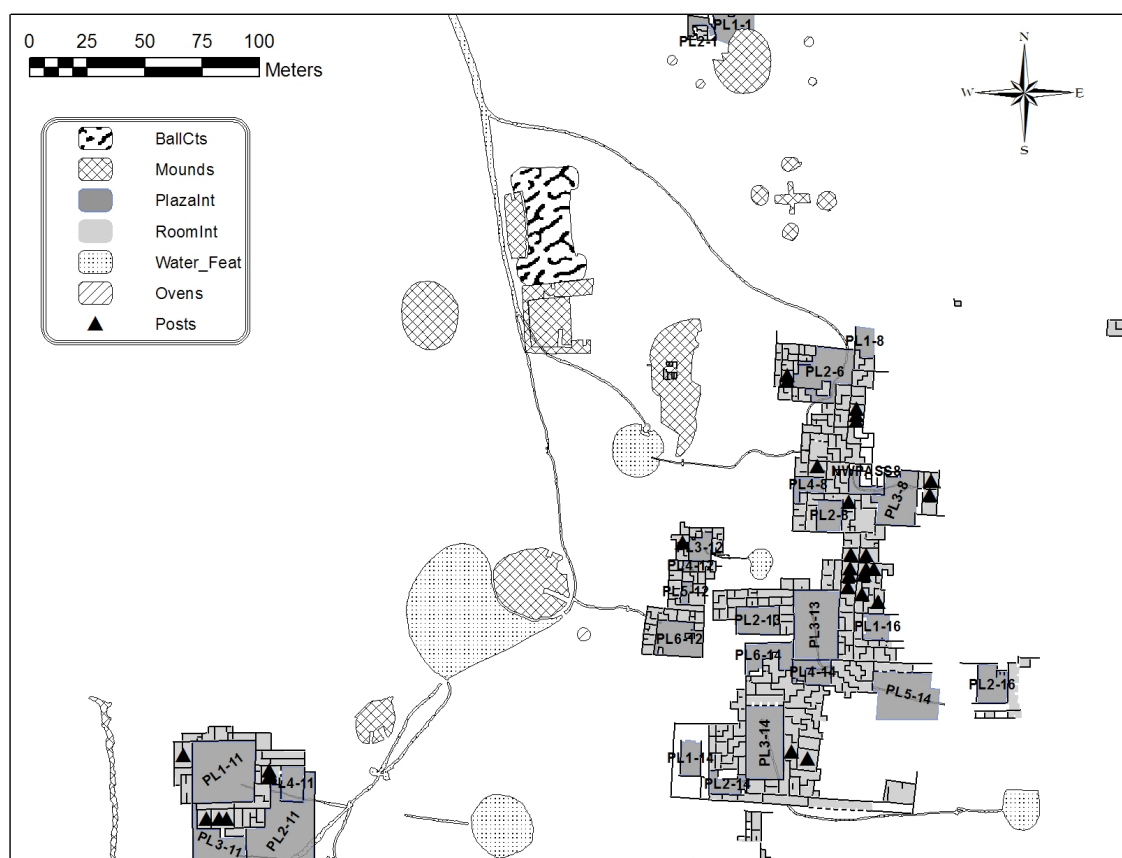 PL1-1
PL2-1
0 25 50 75 100
Meters
N
W E
S
BallCts
Mounds
PlazaInt
RoomInt
Water_Feat
Ovens
Posts
PL1-8
PL2-6
NWPASS8
PL4-8
PL3-8
PL2-8
PL3-12
PL4-12
PL5-12
PL2-13
PL3-13
PL1-16
PL6-12
PL6-14
PL4-14
PL5-14
PL2-16
PL3-14
PL1-14
PL2-14
PL1-11
PL4-11
PL2-11
PL3-11